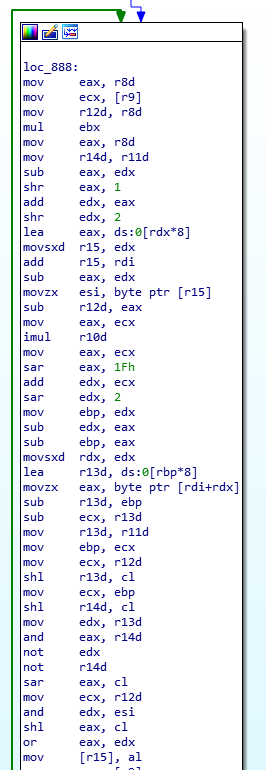 loc_888:
mov eax, r8d
mov ecx, [r9]
mov r12d, r8d
mul ebx
mov eax, r8d
mov r14d, r11d
sub eax, edx
shr eax, 1
add edx, eax
shr edx, 2
lea eax, ds:0[rdx*8]
movsxd r15, edx
add r15, rdi
sub eax, edx
movzx esi, byte ptr [r15]
sub r12d, eax
mov eax, ecx
imul r10d
mov eax, ecx
sar eax, 1Fh
add edx, ecx
sar edx, 2
mov ebp, edx
sub edx, eax
sub ebp, eax
movsxd rdx, edx
lea r13d, ds:0[rbp*8]
movzx eax, byte ptr [rdi+rdx]
sub r13d, ebp
sub ecx, r13d
mov r13d, r11d
mov ebp, ecx
mov ecx, r12d
shl r13d, cl
mov ecx, ebp
shl r14d, cl
mov edx, r13d
and eax, r14d
not edx
not r14d
sar eax, cl
mov ecx, r12d
and edx, esi
shl eax, cl
or eax, edx
mov [r15], al